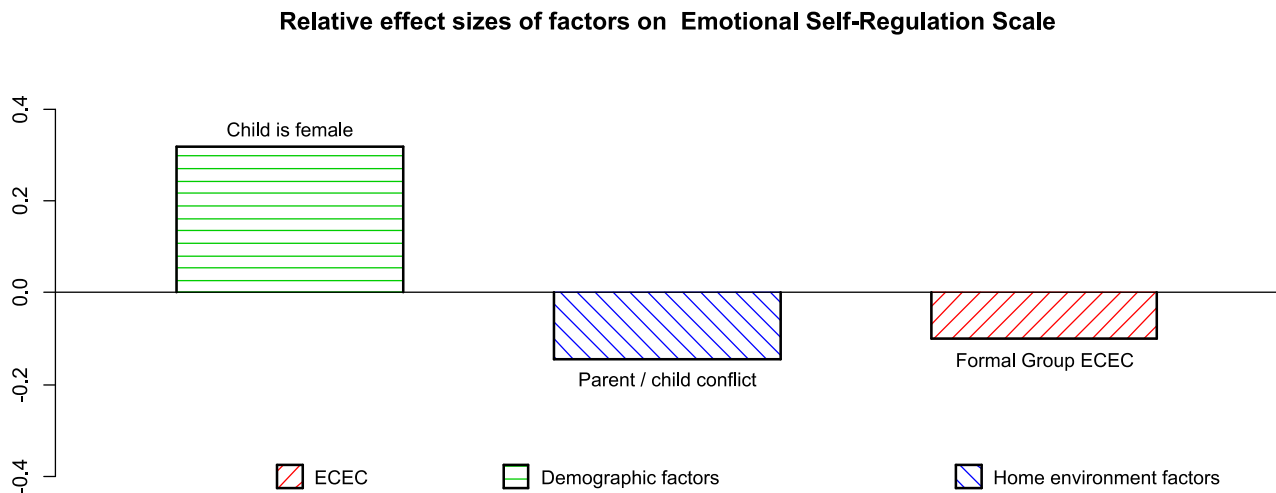 Relative effect sizes of factors on  Emotional Self-Regulation Scale
0.4
Child is female
0.2
0.0
-0.2
Parent / child conflict
Formal Group ECEC
-0.4
ECEC
Demographic factors
Home environment factors